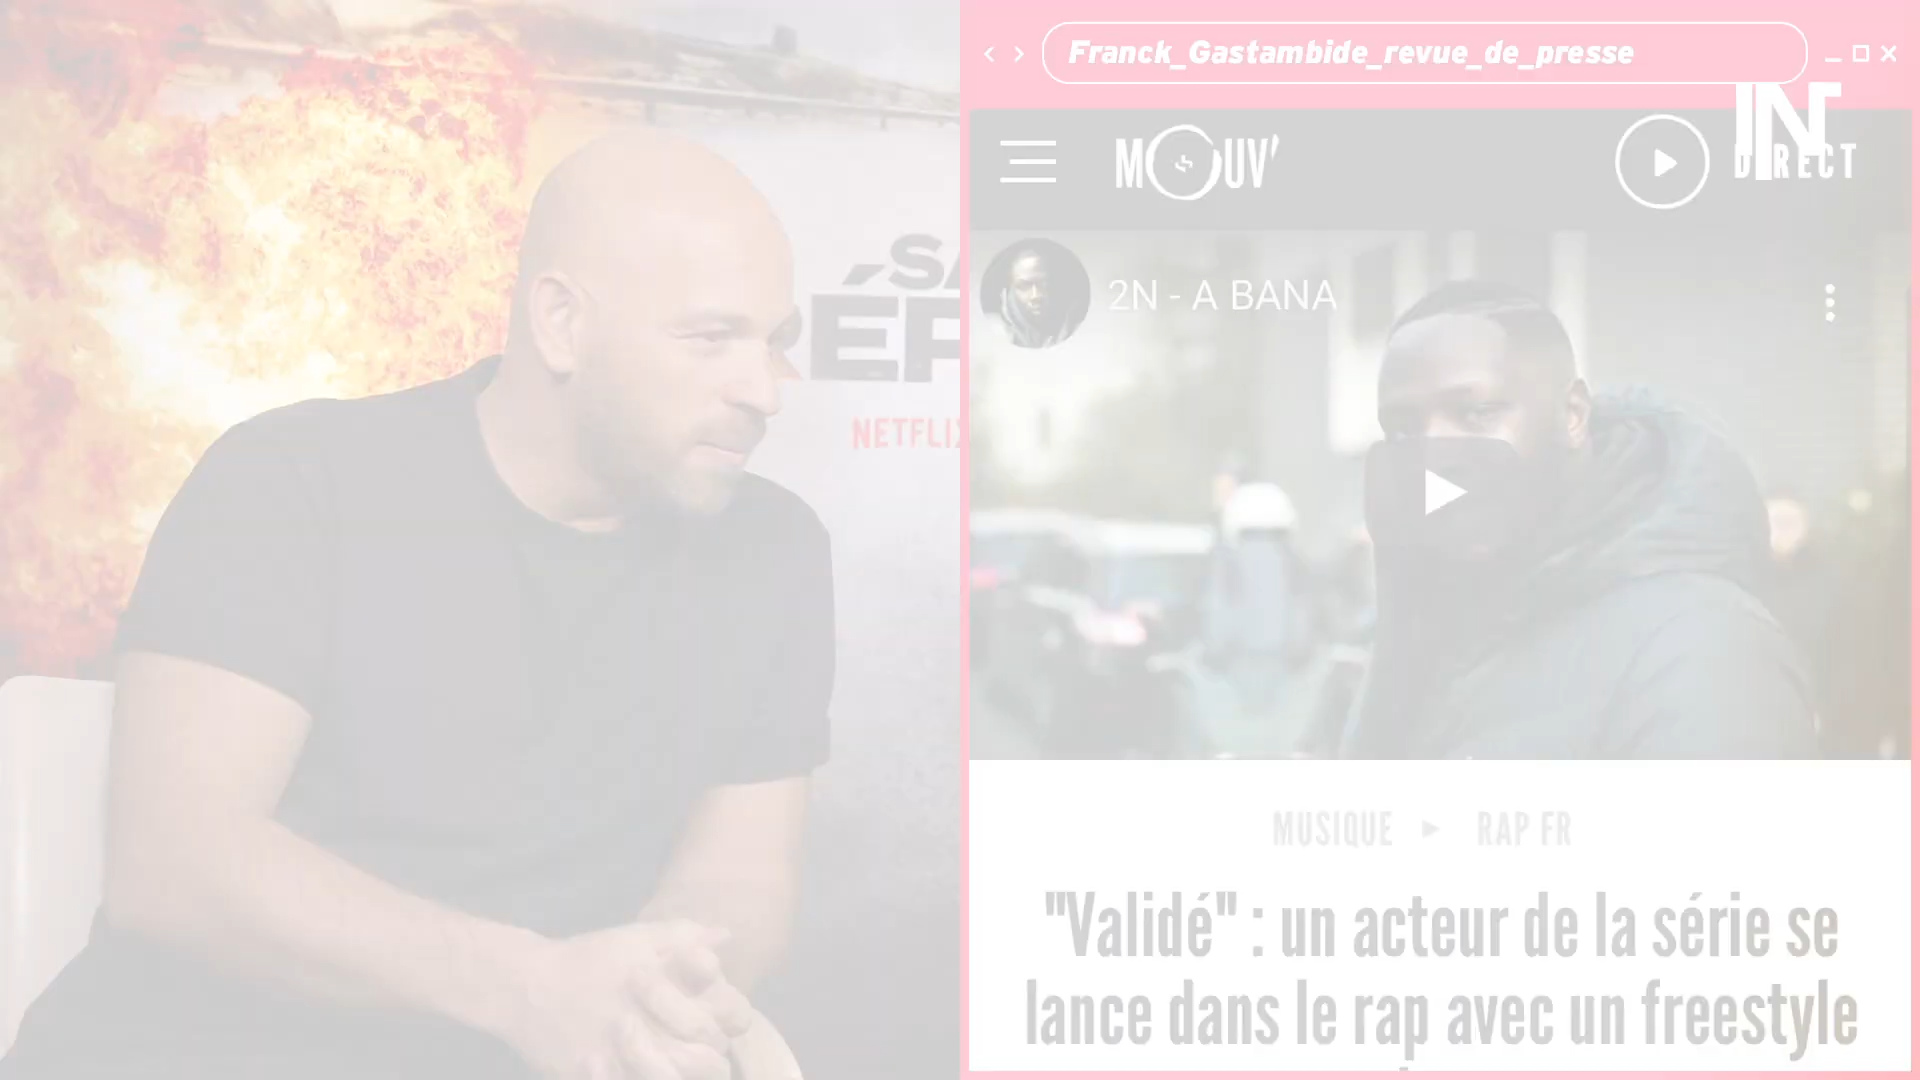 Franck_Gastambide_revue_de_presse
MOUV'
DIRECT
IN
2N - A BANA
NETFLIX
MUSIQUE ▶ RAP FR
"Validé" : un acteur de la série se
lance dans le rap avec un freestyle